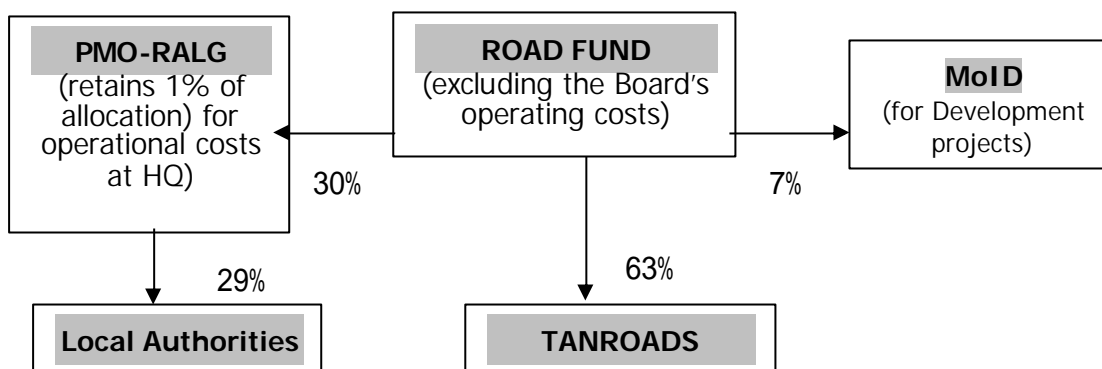 PMO-RALG
(retains 1% of
allocation) for
operational costs
at HQ)
ROAD FUND
(excluding the Board's
operating costs)
MoID
(for Development
projects)
30%
7%
29%
63%
Local Authorities
TANROADS